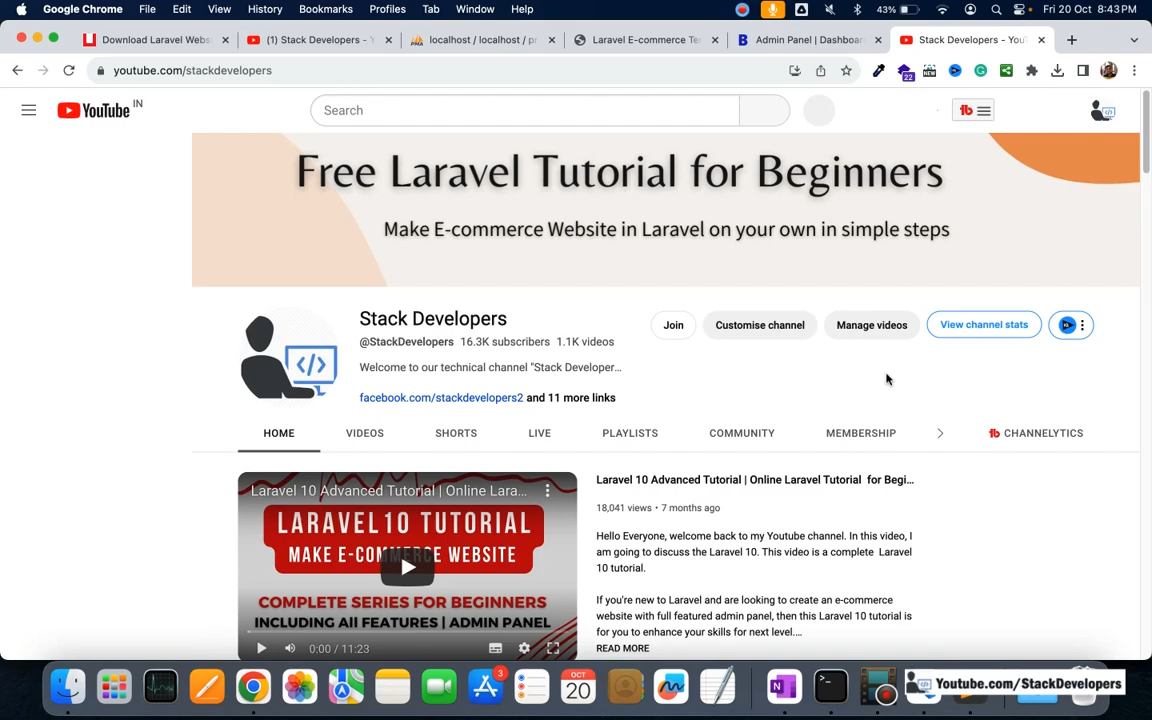 Google Chrome File Edit View History Bookmarks Profiles Tab Window Help 43% Fri 20 Oct 8:43 PM
Download Laravel Webs (1) Stack Developers - Y localhost / localhost / pr Laravel E-commerce Te Admin Panel | Dashboar Stack Developers - You
youtube.com/stackdevelopers 22 NEW
YouTube IN Search tb
Free Laravel Tutorial for Beginners
Make E-commerce Website in Laravel on your own in simple steps
Stack Developers
Join Customise channel Manage videos View channel stats
@StackDevelopers 16.3K subscribers 1.1K videos
Welcome to our technical channel "Stack Developer...
facebook.com/stackdevelopers2 and 11 more links
HOME VIDEOS SHORTS LIVE PLAYLISTS COMMUNITY MEMBERSHIP tb CHANNELYTICS
Laravel 10 Advanced Tutorial | Online Lara...
LARAVEL 10 TUTORIAL
MAKE E-COMMERCE WEBSITE
COMPLETE SERIES FOR BEGINNERS
INCLUDING All FEATURES | ADMIN PANEL
0:00 / 11:23
Laravel 10 Advanced Tutorial | Online Laravel Tutorial for Begi...
18,041 views • 7 months ago
Hello Everyone, welcome back to my Youtube channel. In this video, I
am going to discuss the Laravel 10. This video is a complete Laravel
10 tutorial.
If you're new to Laravel and are looking to create an e-commerce
website with full featured admin panel, then this Laravel 10 tutorial is
for you to enhance your skills for next level....
READ MORE
3
OCT
20
Youtube.com/StackDevelopers